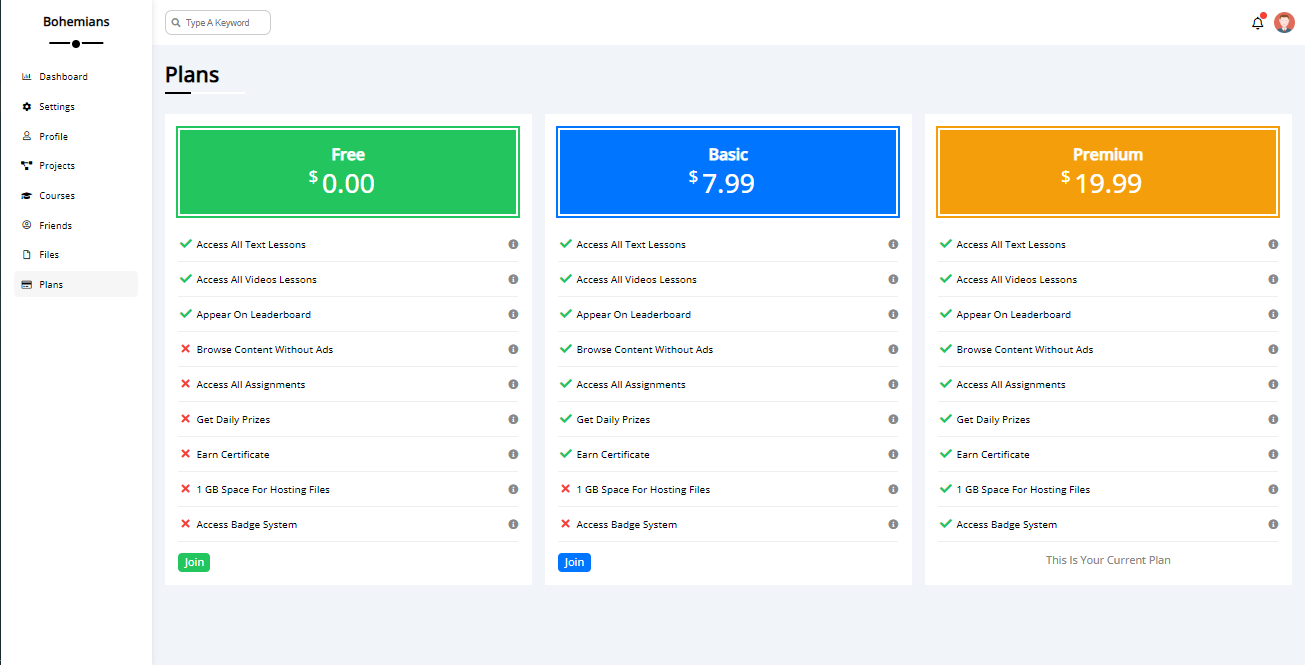 Bohemians
Dashboard
Settings
Profile
Projects
Courses
Friends
Files
Plans
Type A Keyword
Plans
Free
$ 0.00
Access All Text Lessons
Access All Videos Lessons
Appear On Leaderboard
Browse Content Without Ads
Access All Assignments
Get Daily Prizes
Earn Certificate
1 GB Space For Hosting Files
Access Badge System
Join
Basic
$ 7.99
Access All Text Lessons
Access All Videos Lessons
Appear On Leaderboard
Browse Content Without Ads
Access All Assignments
Get Daily Prizes
Earn Certificate
1 GB Space For Hosting Files
Access Badge System
Join
Premium
$ 19.99
Access All Text Lessons
Access All Videos Lessons
Appear On Leaderboard
Browse Content Without Ads
Access All Assignments
Get Daily Prizes
Earn Certificate
1 GB Space For Hosting Files
Access Badge System
This Is Your Current Plan